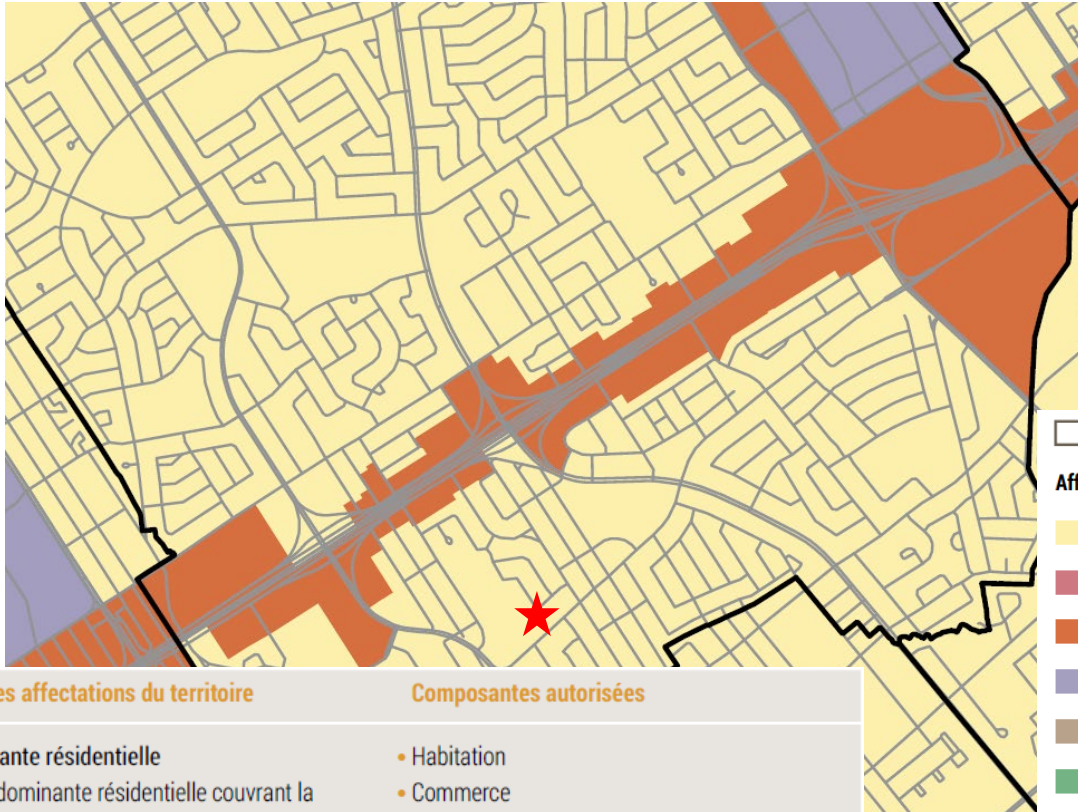 Aff
es affectations du territoire
Composantes autorisées
ante résidentielle
dominante résidentielle couvrant la
• Habitation
• Commerce